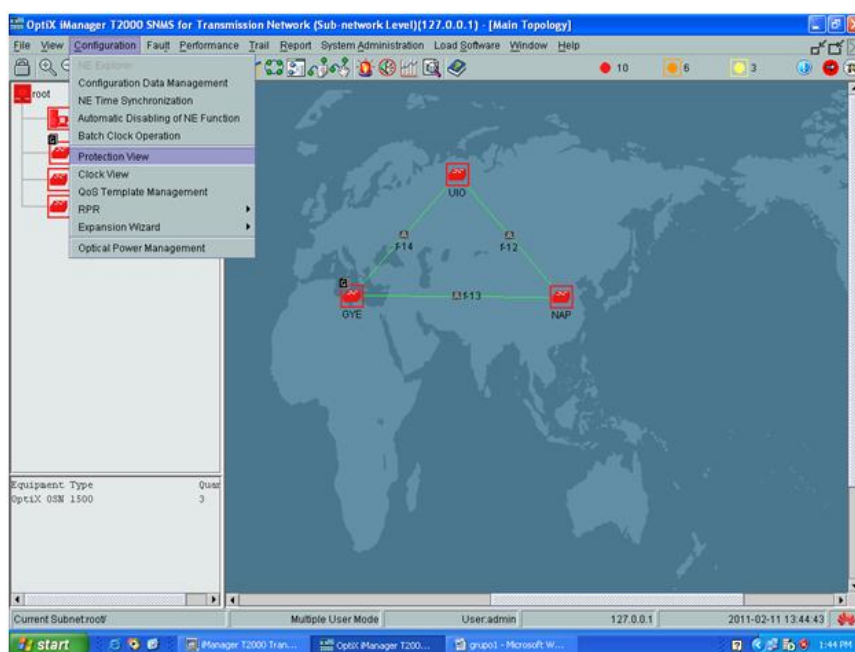 OptiX iManager T2000 SNMS for Transmission Network (Sub-network Level)(127.0.0.1) - [Main Topology]
File View Configuration Fault Performance Trail Report System Administration Load Software Window Help
10 6 3
root
NE Explorer
Configuration Data Management
NE Time Synchronization
Automatic Disabling of NE Function
Batch Clock Operation
Protection View
Clock View
QoS Template Management
RPR
Expansion Wizard
Optical Power Management
UIO
f-14
f-12
f-13
GYE
NAP
Equipment Type Quan
OptiX OSN 1500 3
Current Subnet:root/ Multiple User Mode User:admin 127.0.0.1 2011-02-11 13:44:43
start iManager T2000 Tran... OptiX iManager T200... grupo1 - Microsoft W... 1:44 PM